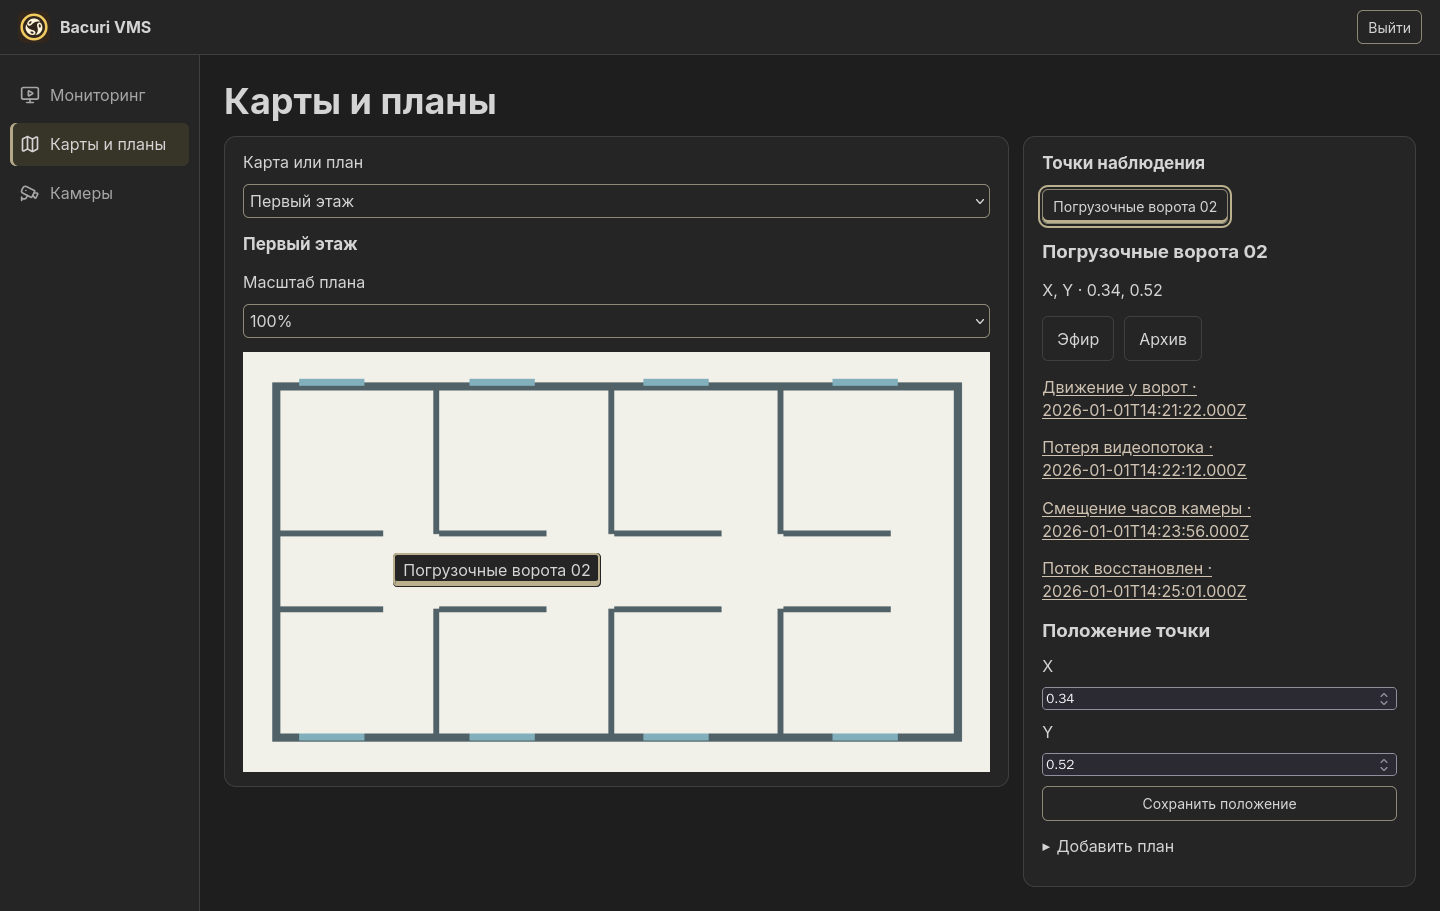 Bacuri VMS
Выйти
Мониторинг
Карты и планы
Камеры
Карты и планы
Карта или план
Первый этаж
Первый этаж
Масштаб плана
100%
Погрузочные ворота 02
Точки наблюдения
Погрузочные ворота 02
Погрузочные ворота 02
X, Y · 0.34, 0.52
Эфир
Архив
Движение у ворот ·
2026-01-01T14:21:22.000Z
Потеря видеопотока ·
2026-01-01T14:22:12.000Z
Смещение часов камеры ·
2026-01-01T14:23:56.000Z
Поток восстановлен ·
2026-01-01T14:25:01.000Z
Положение точки
X
0.34
Y
0.52
Сохранить положение
Добавить план